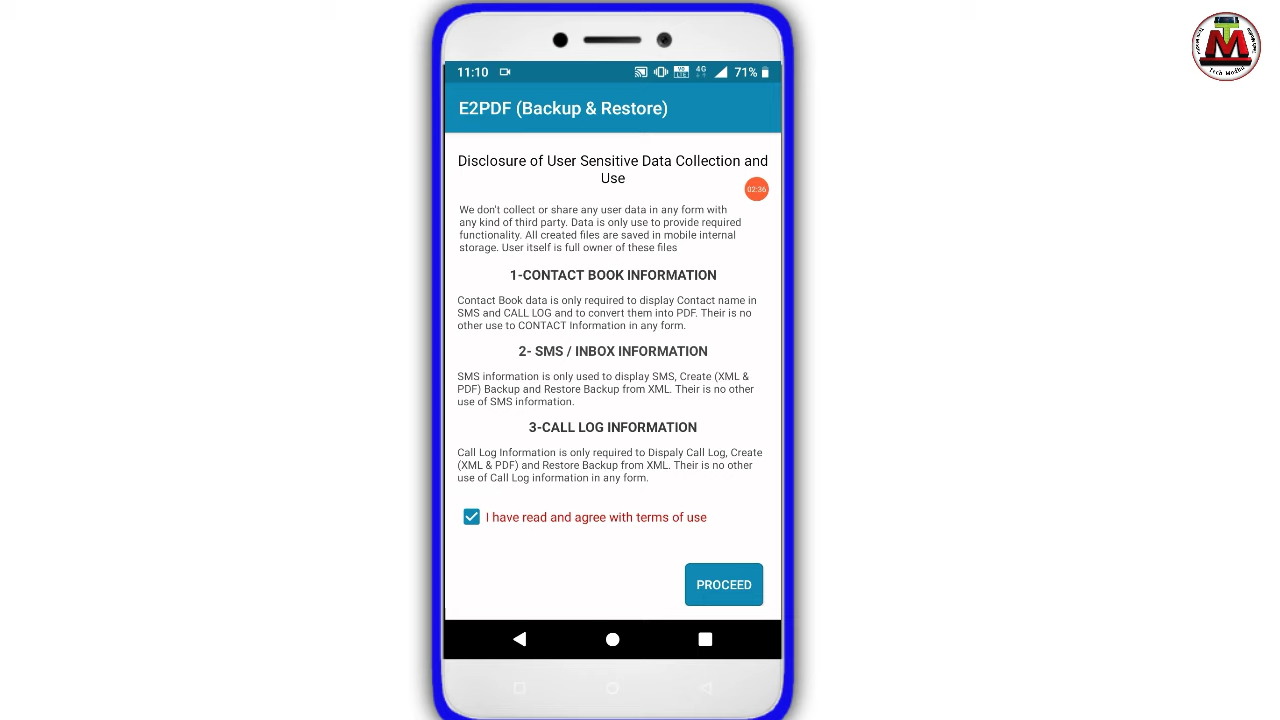 11:10
VO
LTE
4G
71%
E2PDF (Backup & Restore)
Disclosure of User Sensitive Data Collection and
Use
02:36
We don't collect or share any user data in any form with
any kind of third party. Data is only use to provide required
functionality. All created files are saved in mobile internal
storage. User itself is full owner of these files
1-CONTACT BOOK INFORMATION
Contact Book data is only required to display Contact name in
SMS and CALL LOG and to convert them into PDF. Their is no
other use to CONTACT Information in any form.
2- SMS / INBOX INFORMATION
SMS information is only used to display SMS, Create (XML &
PDF) Backup and Restore Backup from XML. Their is no other
use of SMS information.
3-CALL LOG INFORMATION
Call Log Information is only required to Dispaly Call Log, Create
(XML & PDF) and Restore Backup from XML. Their is no other
use of Call Log information in any form.
I have read and agree with terms of use
PROCEED
M
Tech Modhu